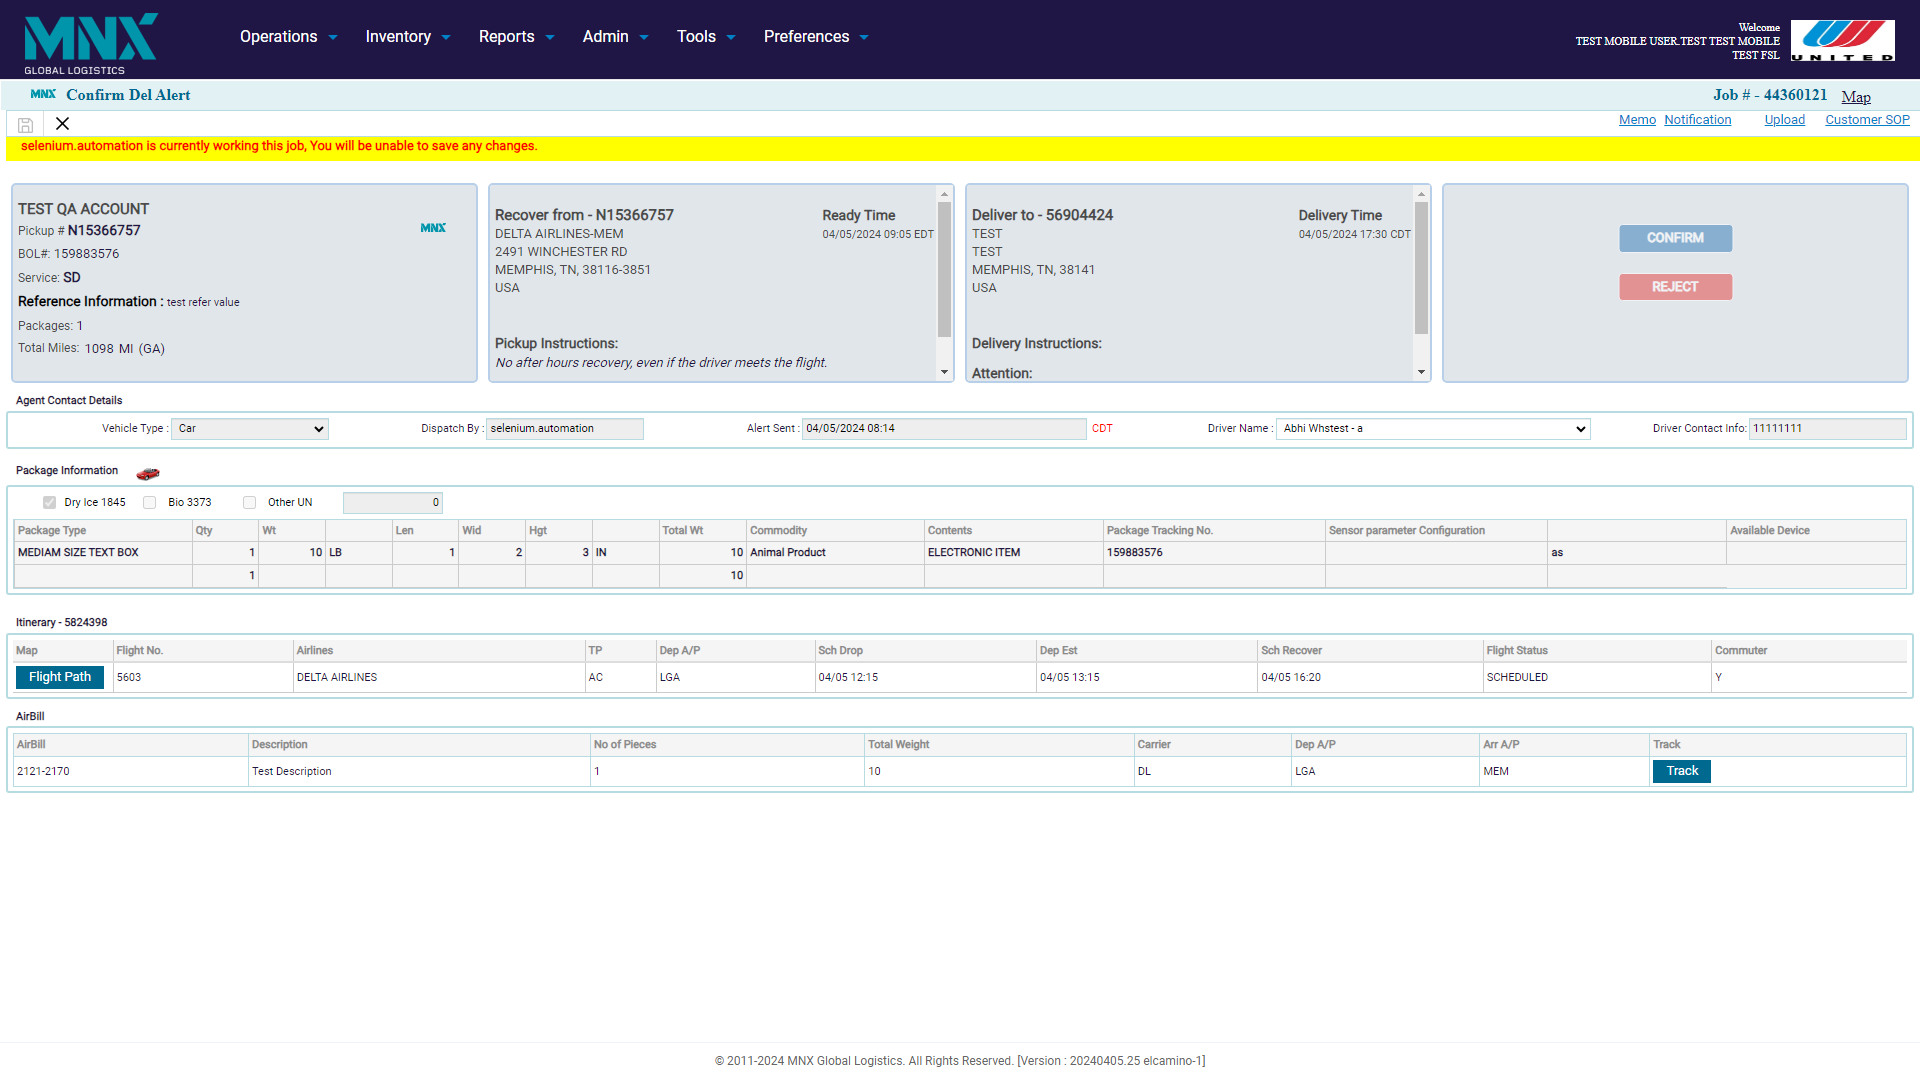 MNX
GLOBAL LOGISTICS
Operations Inventory Reports Admin Tools Preferences
Welcome
TEST MOBILE USER.TEST TEST MOBILE
TEST FSL
UNITED
MNX Confirm Del Alert
Job # - 44360121 Map
Memo Notification Upload Customer SOP
selenium.automation is currently working this job, You will be unable to save any changes.
TEST QA ACCOUNT
Pickup # N15366757
MNX
BOL#: 159883576
Service: SD
Reference Information : test refer value
Packages: 1
Total Miles: 1098 MI (GA)
Recover from - N15366757
DELTA AIRLINES-MEM
2491 WINCHESTER RD
MEMPHIS, TN, 38116-3851
USA
Ready Time
04/05/2024 09:05 EDT
Pickup Instructions:
No after hours recovery, even if the driver meets the flight.
Deliver to - 56904424
TEST
TEST
MEMPHIS, TN, 38141
USA
Delivery Time
04/05/2024 17:30 CDT
Delivery Instructions:
Attention:
CONFIRM
REJECT
Agent Contact Details
Vehicle Type : Car Dispatch By : selenium.automation Alert Sent : 04/05/2024 08:14 CDT Driver Name : Abhi Whstest - a Driver Contact Info: 11111111
Package Information
Dry Ice 1845 Bio 3373 Other UN 0
Package Type Qty Wt Len Wid Hgt Total Wt Commodity Contents Package Tracking No. Sensor parameter Configuration Available Device
MEDIAM SIZE TEXT BOX 1 10 LB 1 2 3 IN 10 Animal Product ELECTRONIC ITEM 159883576 as
1 10
Itinerary - 5824398
Map Flight No. Airlines TP Dep A/P Sch Drop Dep Est Sch Recover Flight Status Commuter
Flight Path 5603 DELTA AIRLINES AC LGA 04/05 12:15 04/05 13:15 04/05 16:20 SCHEDULED Y
AirBill
AirBill Description No of Pieces Total Weight Carrier Dep A/P Arr A/P Track
2121-2170 Test Description 1 10 DL LGA MEM Track
© 2011-2024 MNX Global Logistics. All Rights Reserved. [Version : 20240405.25 elcamino-1]